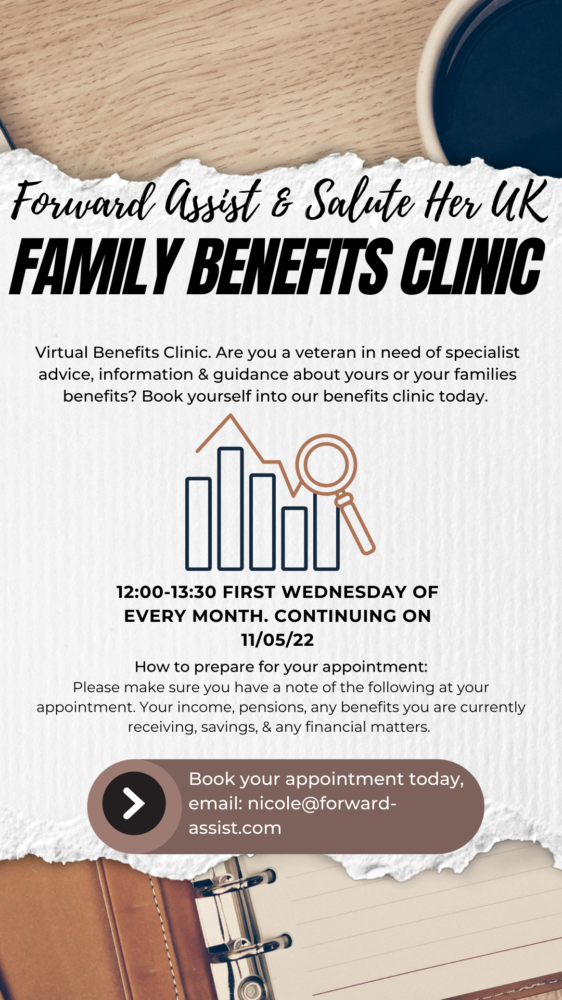 Forward Assist & Salute Her UK
FAMILY BENEFITS CLINIC
Virtual Benefits Clinic. Are you a veteran in need of specialist
advice, information & guidance about yours or your families
benefits? Book yourself into our benefits clinic today.
12:00-13:30 FIRST WEDNESDAY OF
EVERY MONTH. CONTINUING ON
11/05/22
How to prepare for your appointment:
Please make sure you have a note of the following at your
appointment. Your income, pensions, any benefits you are currently
receiving, savings, & any financial matters.
Book your appointment today,
email: nicole@forward-
assist.com